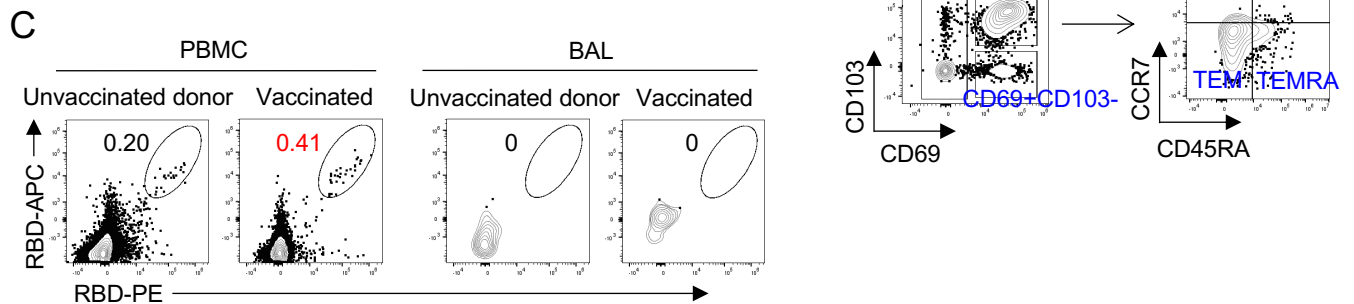 C
PBMC
BAL
Unvaccinated donor
Vaccinated
Unvaccinated donor
Vaccinated
0.20
0.41
0
0
RBD-APC
RBD-PE
CD103
CD69+CD103-
CD69
CCR7
TEM
TEMRA
CD45RA